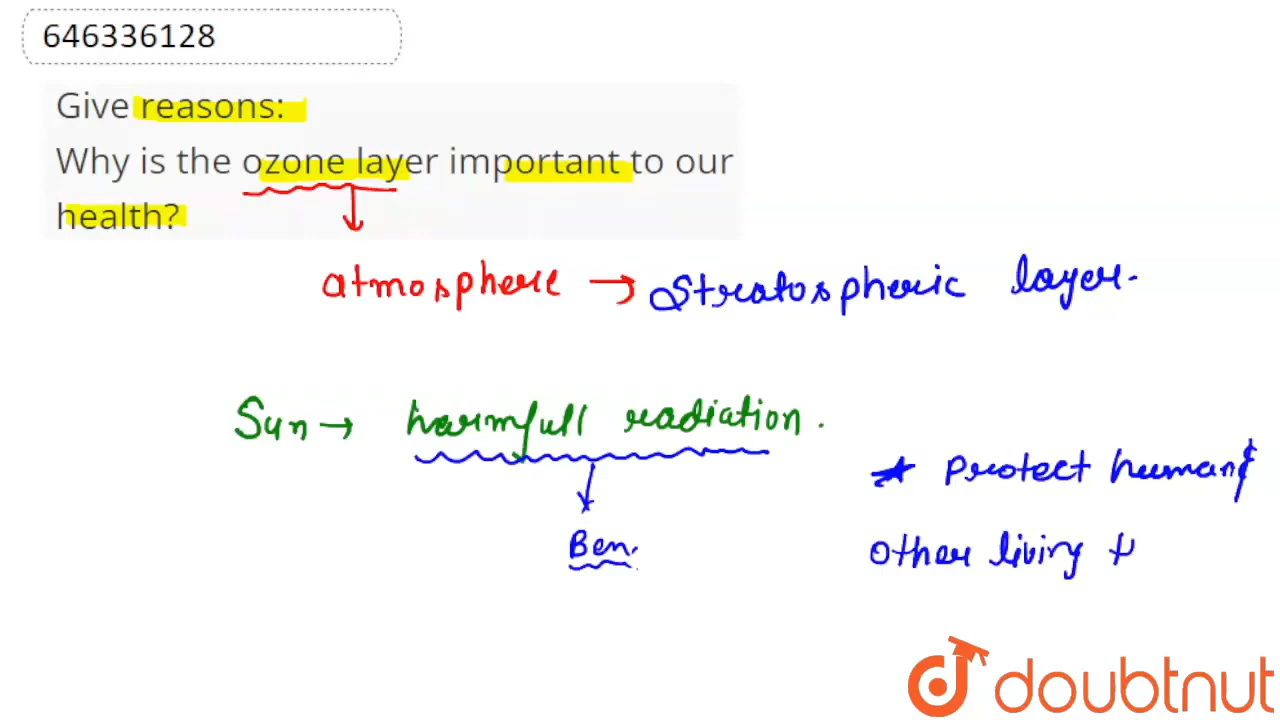 646336128
Give reasons:
Why is the ozone layer important to our
health?
atmosphere → Stratospheric layer.
Sun → harmfull radiation.
★ Protect human &
Ben.
other living t
doubtnut